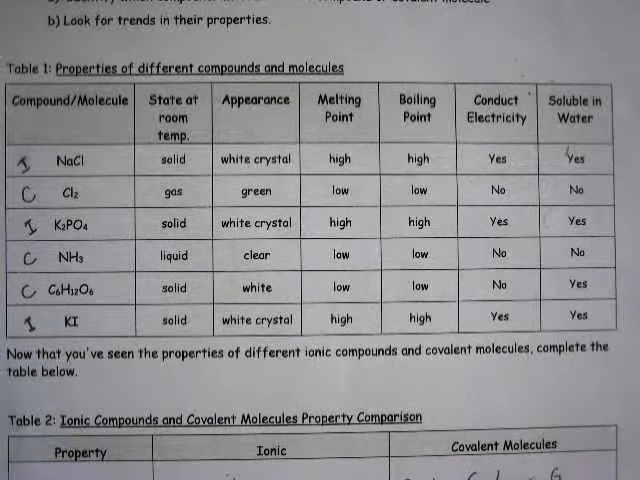 b) Look for trends in their properties.
Table 1: Properties of different compounds and molecules
Compound/Molecule State at room temp. Appearance Melting Point Boiling Point Conduct Electricity Soluble in Water
I NaCl solid white crystal high high Yes Yes
C Cl₂ gas green low low No No
I K₂PO₄ solid white crystal high high Yes Yes
C NH₃ liquid clear low low No No
C C₆H₁₂O₆ solid white low low No Yes
I KI solid white crystal high high Yes Yes
Now that you've seen the properties of different ionic compounds and covalent molecules, complete the
table below.
Table 2: Ionic Compounds and Covalent Molecules Property Comparison
Property Ionic Covalent Molecules